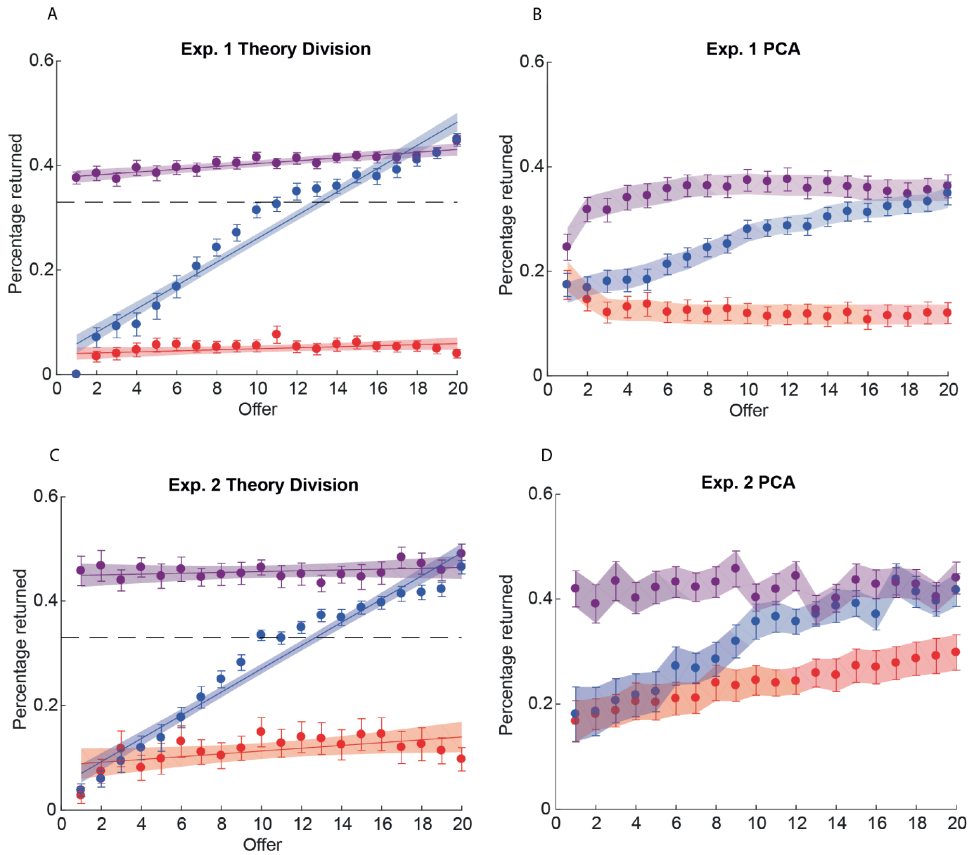 A
Exp. 1 Theory Division
Percentage returned
0.6
0.4
0.2
0
0 2 4 6 8 10 12 14 16 18 20
Offer
B
Exp. 1 PCA
Percentage returned
0.6
0.4
0.2
0
0 2 4 6 8 10 12 14 16 18 20
Offer
C
Exp. 2 Theory Division
Percentage returned
0.6
0.4
0.2
0
0 2 4 6 8 10 12 14 16 18 20
Offer
D
Exp. 2 PCA
Percentage returned
0.6
0.4
0.2
0
0 2 4 6 8 10 12 14 16 18 20